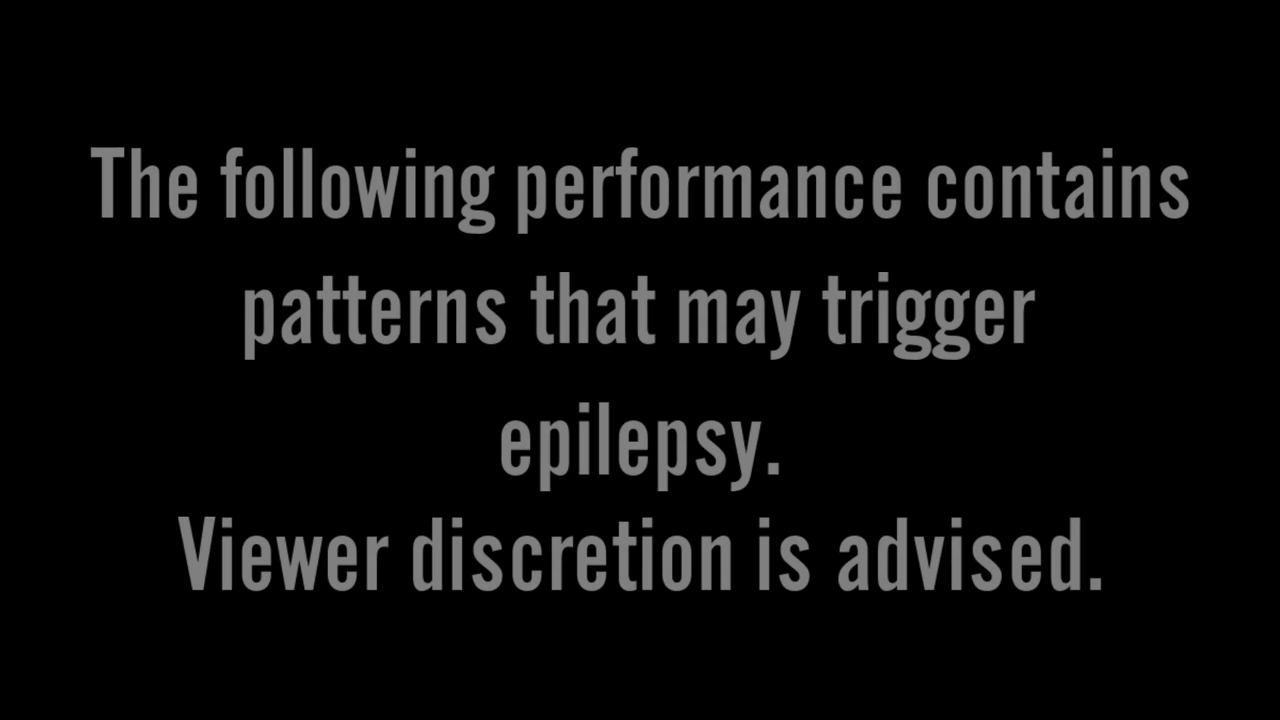 The following performance contains
patterns that may trigger
epilepsy.
Viewer discretion is advised.